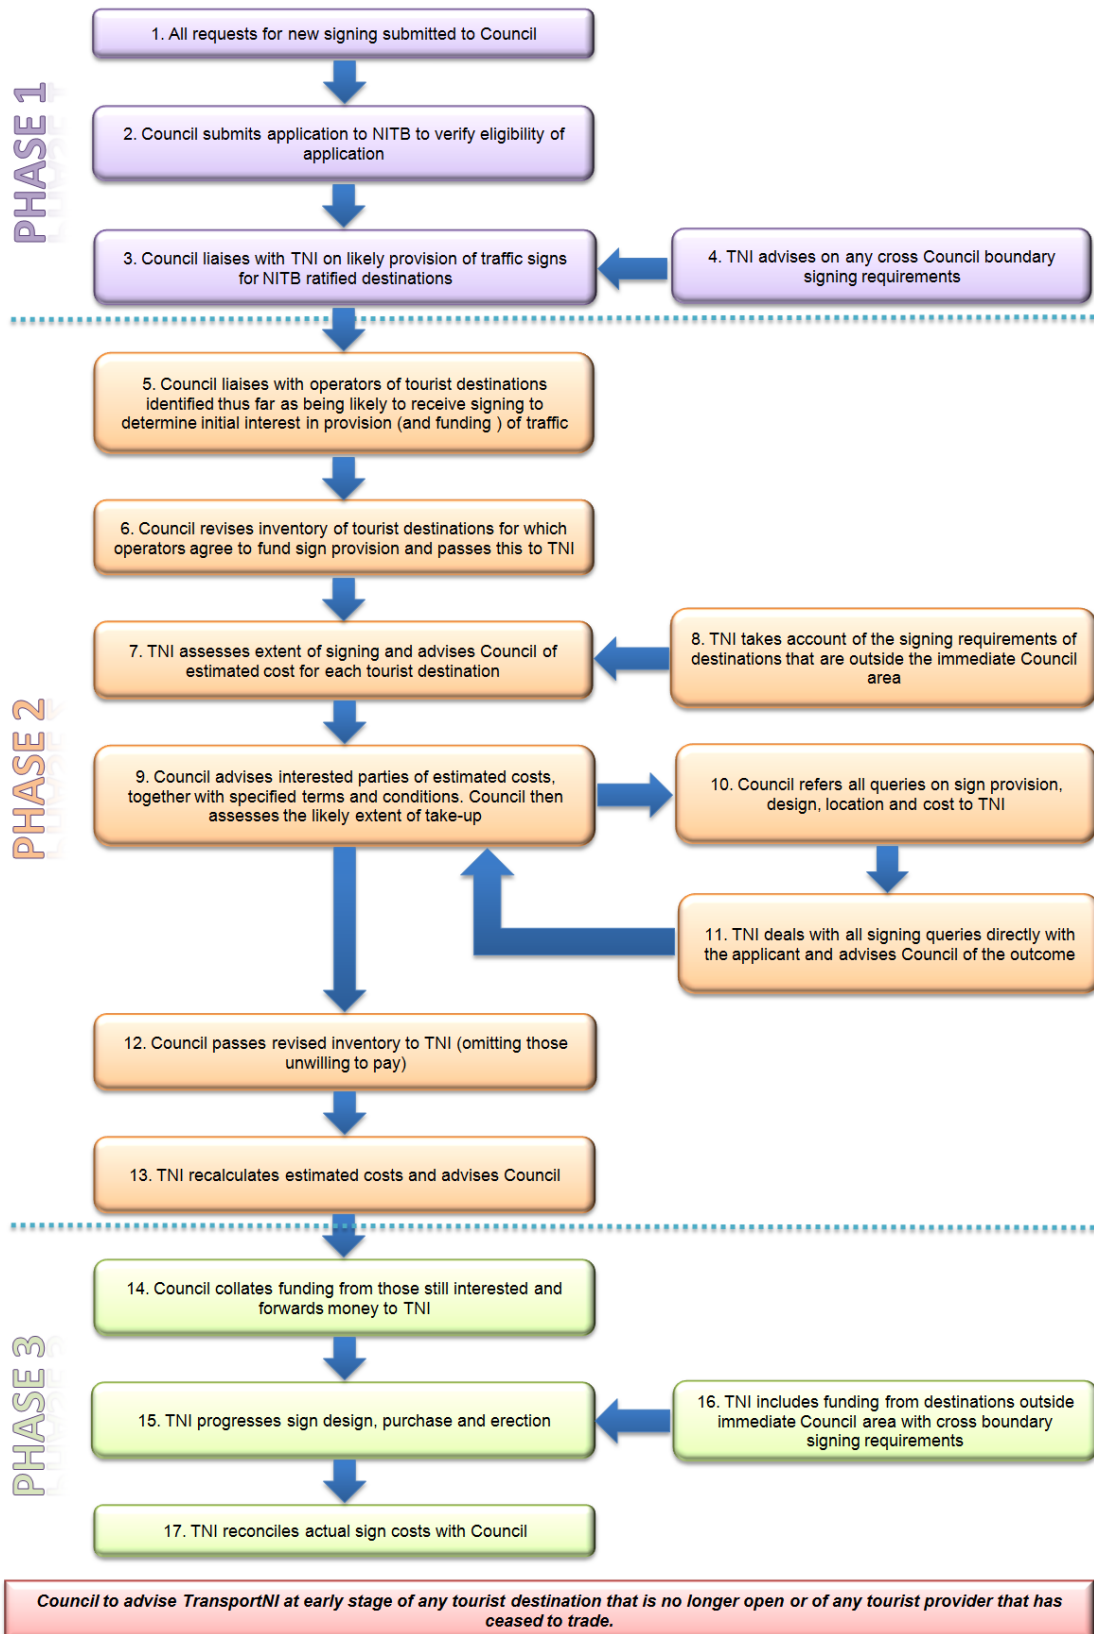 PHASE 1
1. All requests for new signing submitted to Council
2. Council submits application to NITB to verify eligibility of
application
3. Council liaises with TNI on likely provision of traffic signs
for NITB ratified destinations
4. TNI advises on any cross Council boundary
signing requirements
PHASE 2
5. Council liaises with operators of tourist destinations
identified thus far as being likely to receive signing to
determine initial interest in provision (and funding ) of traffic
6. Council revises inventory of tourist destinations for which
operators agree to fund sign provision and passes this to TNI
7. TNI assesses extent of signing and advises Council of
estimated cost for each tourist destination
8. TNI takes account of the signing requirements of
destinations that are outside the immediate Council
area
9. Council advises interested parties of estimated costs,
together with specified terms and conditions. Council then
assesses the likely extent of take-up
10. Council refers all queries on sign provision,
design, location and cost to TNI
11. TNI deals with all signing queries directly with
the applicant and advises Council of the outcome
12. Council passes revised inventory to TNI (omitting those
unwilling to pay)
13. TNI recalculates estimated costs and advises Council
PHASE 3
14. Council collates funding from those still interested and
forwards money to TNI
15. TNI progresses sign design, purchase and erection
16. TNI includes funding from destinations outside
immediate Council area with cross boundary
signing requirements
17. TNI reconciles actual sign costs with Council
Council to advise TransportNI at early stage of any tourist destination that is no longer open or of any tourist provider that has
ceased to trade.